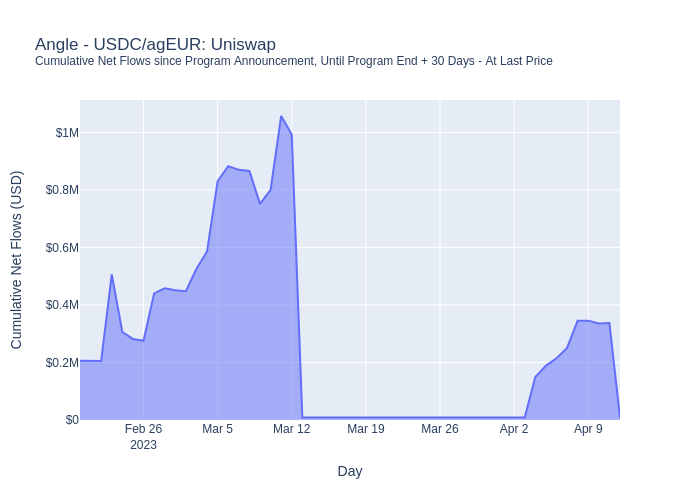 Angle - USDC/agEUR: Uniswap
Cumulative Net Flows since Program Announcement, Until Program End + 30 Days - At Last Price
Cumulative Net Flows (USD)
$1M
$0.8M
$0.6M
$0.4M
$0.2M
$0
Feb 26
2023
Mar 5
Mar 12
Mar 19
Mar 26
Apr 2
Apr 9
Day